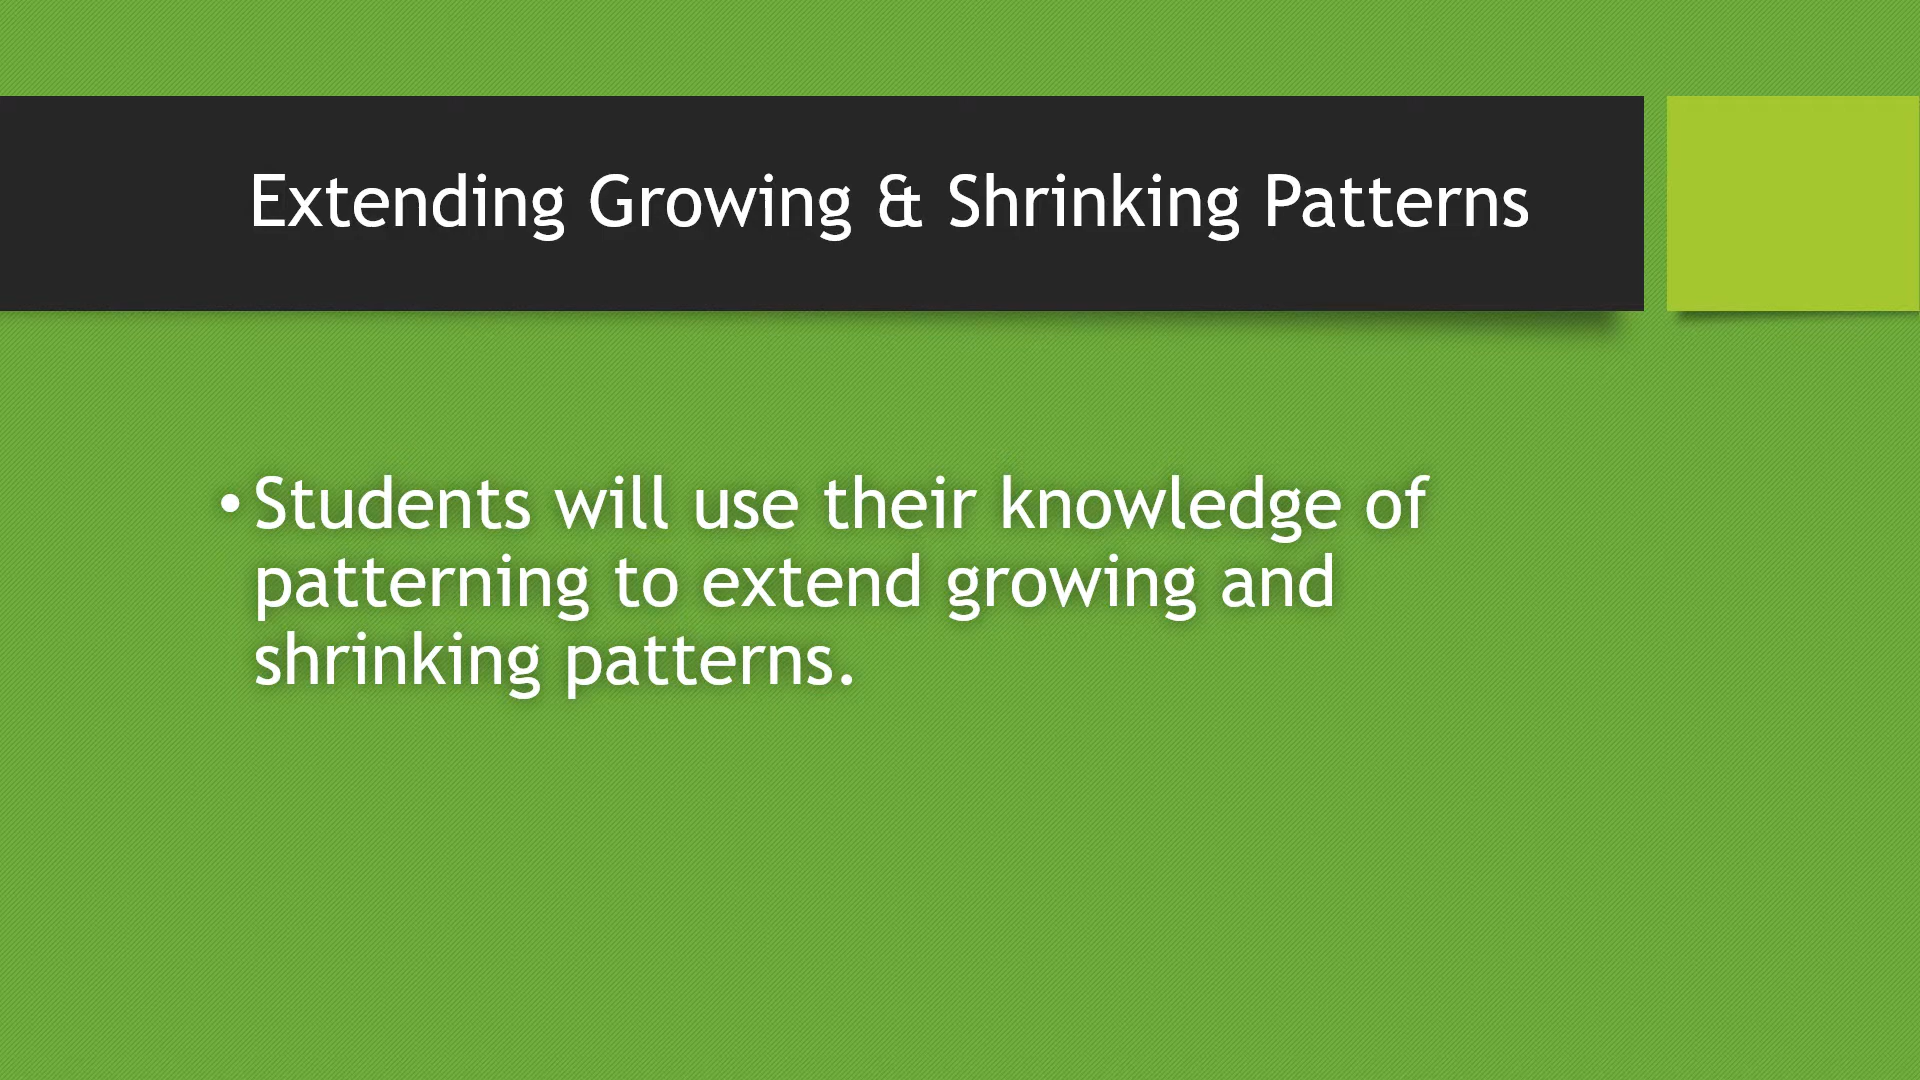 Extending Growing & Shrinking Patterns
• Students will use their knowledge of
patterning to extend growing and
shrinking patterns.